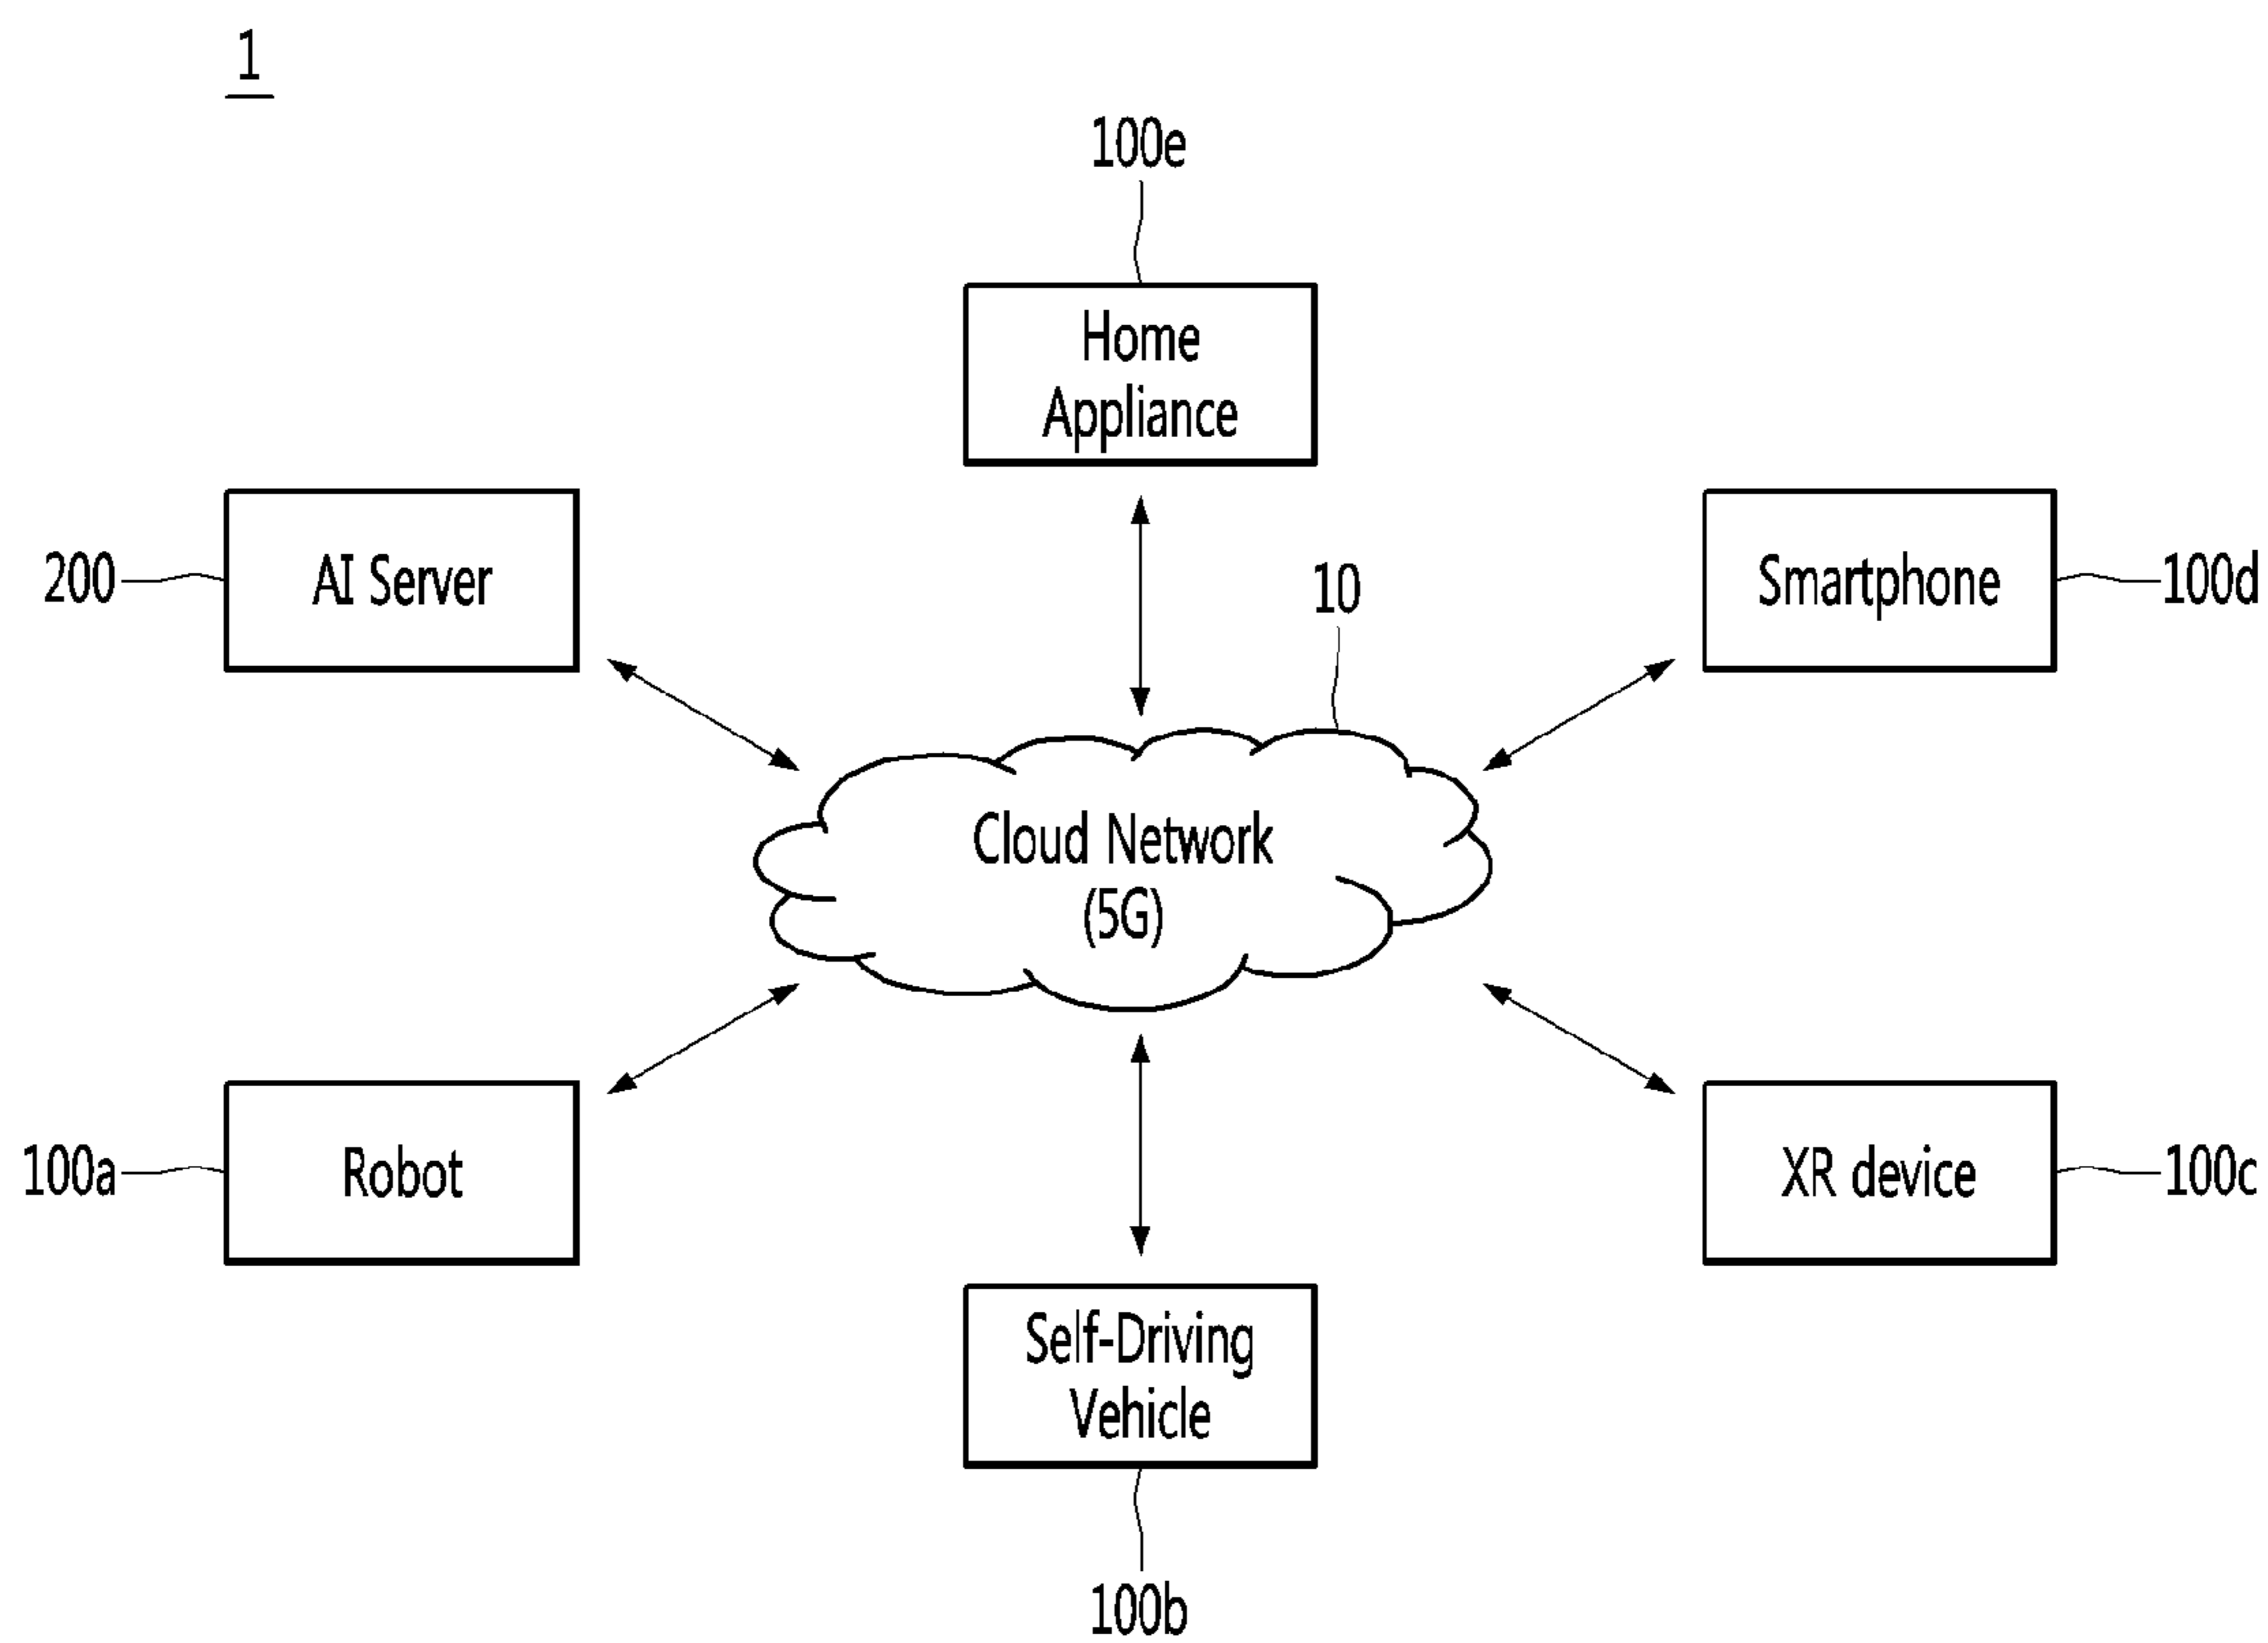 1
100e
Home
Appliance
200
AI Server
Smartphone
100d
10
Cloud Network
(5G)
100a
Robot
XR device
100c
Self-Driving
Vehicle
100b